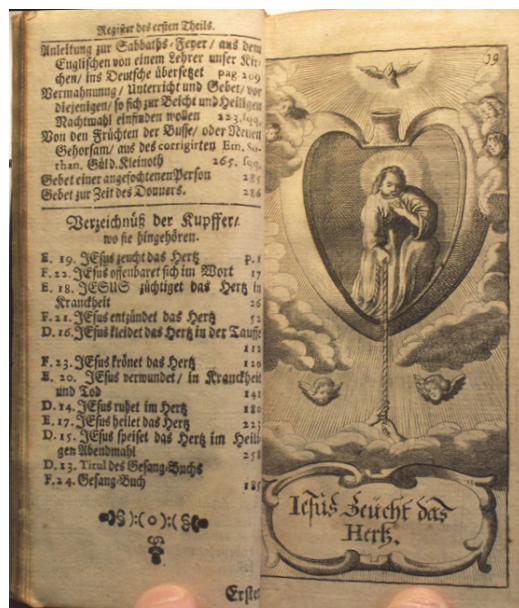 Register des ersten Theils.
Anleitung zur Sabbaths-Feyer/ aus dem
Englischen von einem Lehrer unser Kir-
chen/ ins Deutsche übersetzet pag. 209
Vermahnung/ Unterricht und Gebet/ vor
diejenigen/ so sich zur Beicht und Heiligen
Nachtmahl einfinden wollen 223. sqq.
Von den Früchten der Busse/ oder Neuen
Gehorsam/ aus des corrigirten Em. So-
than. Güld. Kleinoth 265. sqq.
Gebet einer angefochtenen Person 285
Gebet zur Zeit des Donners. 286
Verzeichnüß der Kupffer/
wo sie hingehören.
E. 19. JEsus zeucht das Hertz p. 1
F. 22. JEsus offenbaret sich im Wort 17
E. 18. JESUS züchtiget das Hertz in
Kranckheit 26
F. 21. JEsus entzündet das Hertz 52
D. 16. JEsus kleidet das Hertz in der Tauffe
112
F. 23. JEsus krönet das Hertz 120
E. 20. JEsus verwundet/ in Kranckheit
und Tod 141
D. 14. JEsus ruhet im Hertz 180
E. 17. JEsus heilet das Hertz 223
D. 15. JEsus speiset das Hertz im Heili-
gen Abendmahl 258
D. 13. Titul des Gesang-Buchs
F. 24. Gesang-Buch 185
Erster
19
Jesus Zeücht das
Hertz.